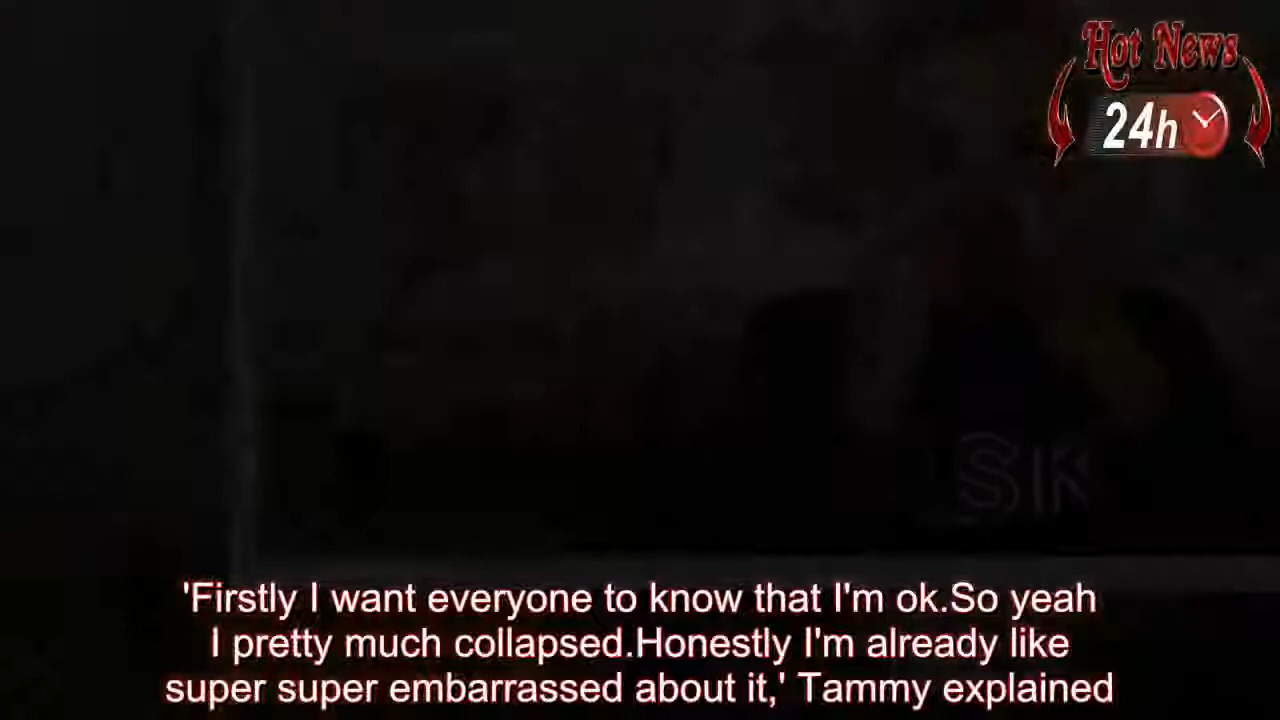 Hot News
24h
SK
'Firstly I want everyone to know that I'm ok.So yeah
I pretty much collapsed.Honestly I'm already like
super super embarrassed about it,' Tammy explained